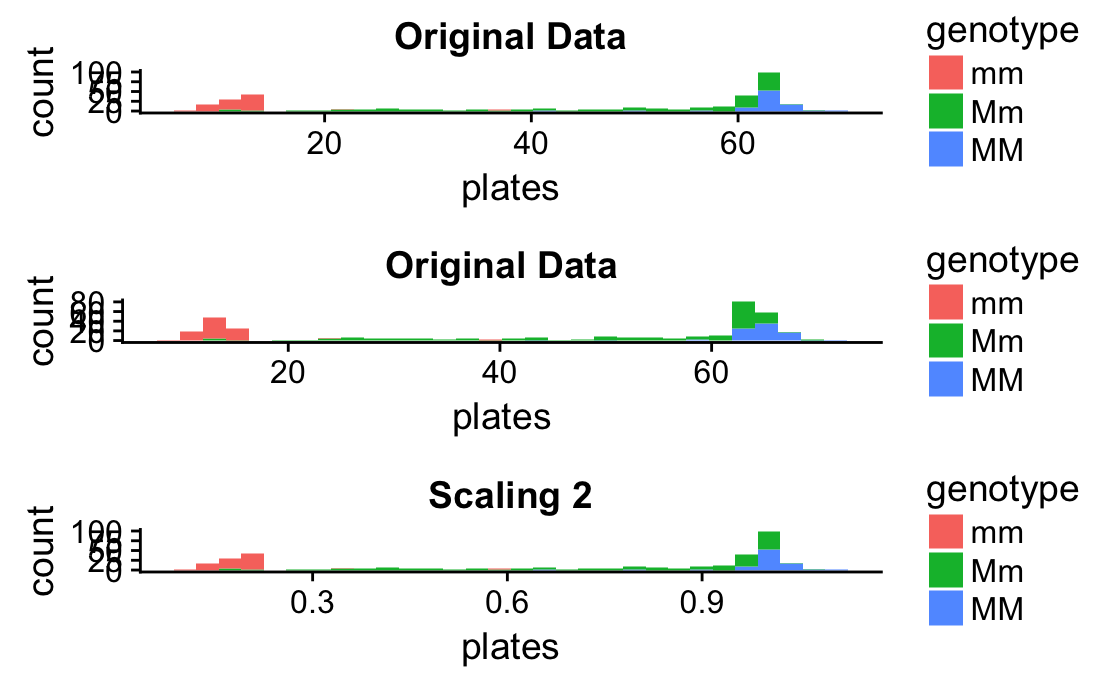 Original Data
genotype
mm
Mm
MM
count
100
75
50
25
0
20 40 60
plates
Original Data
genotype
mm
Mm
MM
count
80
60
40
20
0
20 40 60
plates
Scaling 2
genotype
mm
Mm
MM
count
100
75
50
25
0
0.3 0.6 0.9
plates